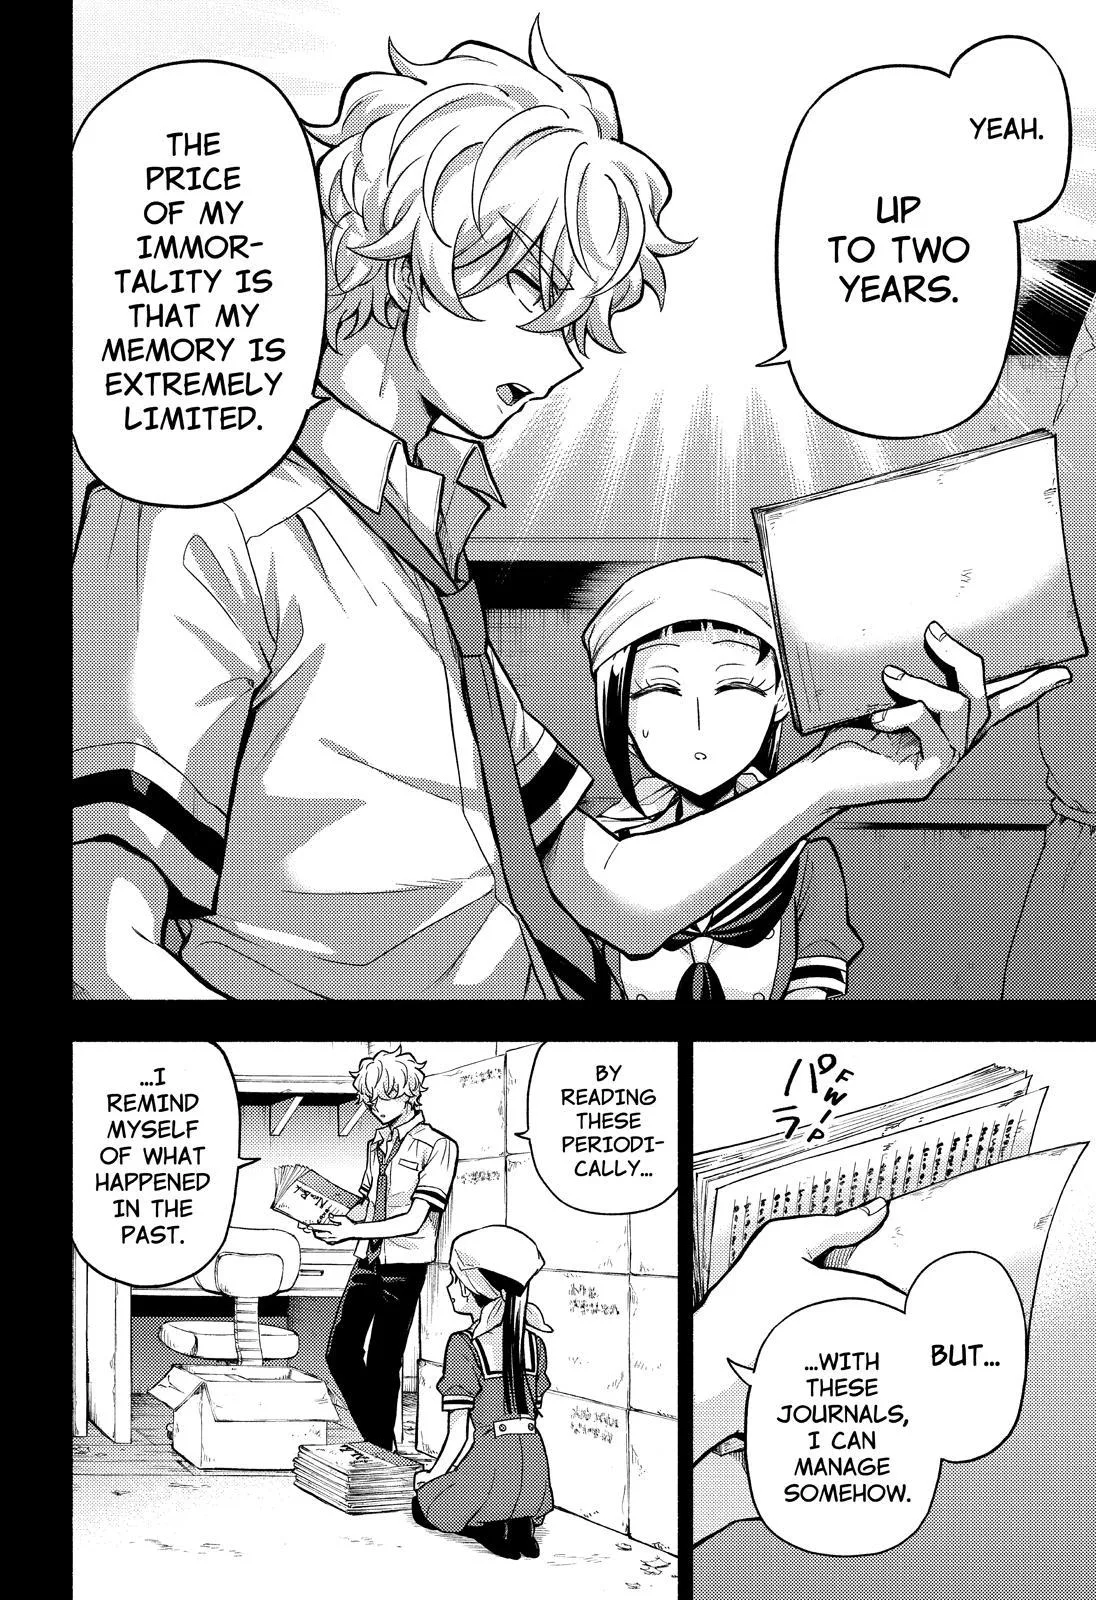 YEAH.
UP
TO TWO
YEARS.
THE
PRICE
OF MY
IMMOR-
TALITY IS
THAT MY
MEMORY IS
EXTREMELY
LIMITED.
パラ
FWIP
BUT...
...WITH
THESE
JOURNALS,
I CAN
MANAGE
SOMEHOW.
BY
READING
THESE
PERIODI-
CALLY...
...I
REMIND
MYSELF
OF WHAT
HAPPENED
IN THE
PAST.